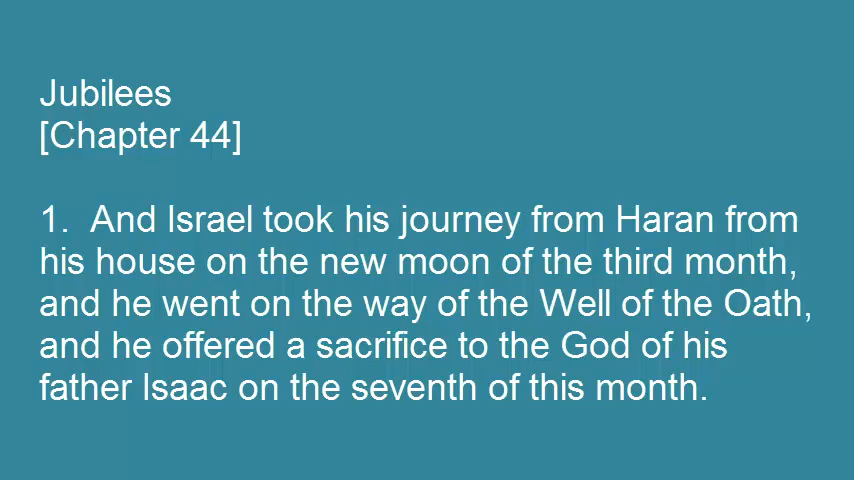 Jubilees
[Chapter 44]
1.  And Israel took his journey from Haran from
his house on the new moon of the third month,
and he went on the way of the Well of the Oath,
and he offered a sacrifice to the God of his
father Isaac on the seventh of this month.